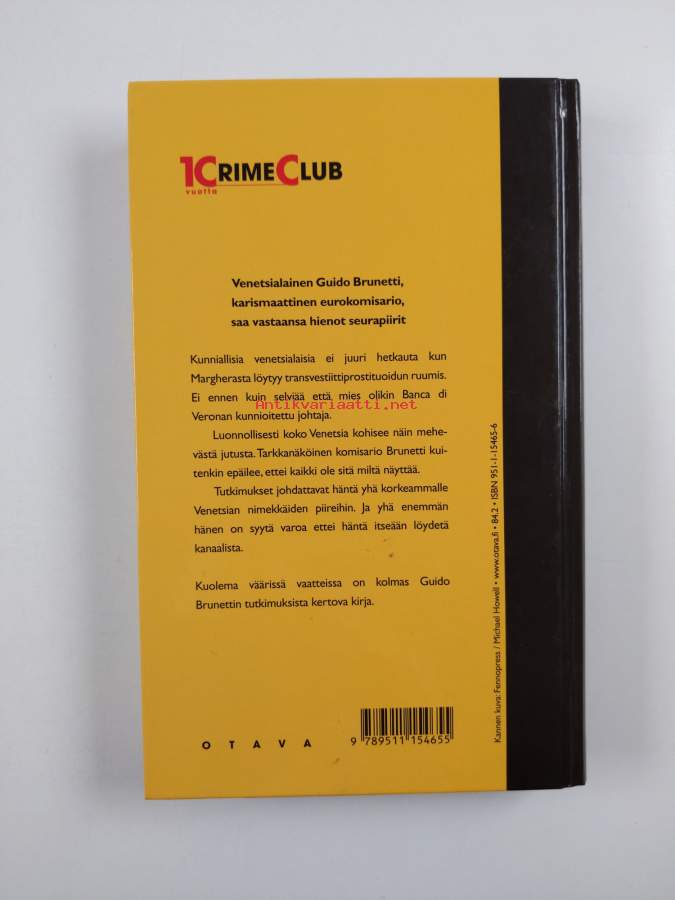 1CRIMECLUB
vuotta
Venetsialainen Guido Brunetti,
karismaattinen eurokomisario,
saa vastaansa hienot seurapiirit
Kunniallisia venetsialaisia ei juuri hetkauta kun
Margherasta löytyy transvestiittiprostituoidun ruumis.
Ei ennen kuin selviää että mies olikin Banca di
Antikvariaatti.net
Veronan kunnioitettu johtaja.
Luonnollisesti koko Venetsia kohisee näin mehe-
västä jutusta. Tarkkanäköinen komisario Brunetti kui-
tenkin epäilee, ettei kaikki ole sitä miltä näyttää.
Tutkimukset johdattavat häntä yhä korkeammalle
Venetsian nimekkäiden piireihin. Ja yhä enemmän
hänen on syytä varoa ettei häntä itseään löydetä
kanaalista.
Kuolema väärissä vaatteissa on kolmas Guido
Brunettin tutkimuksista kertova kirja.
OTAVA
9 789511 154655
Kannen kuva: Fennopress / Michael Howell • www.otava.fi • 84.2 • ISBN 951-1-15465-6